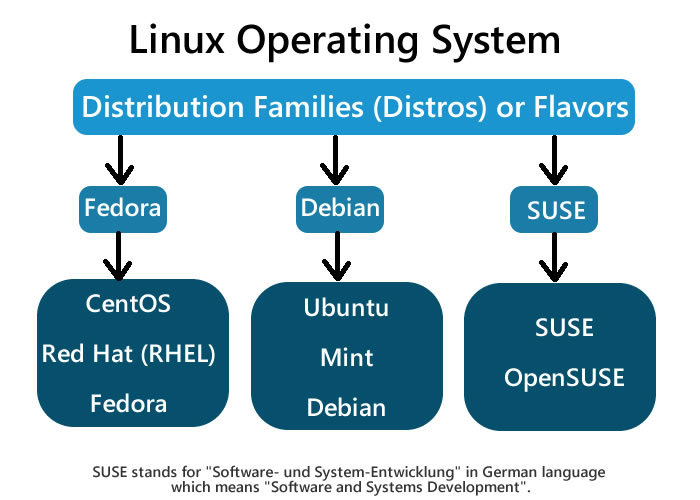 Linux Operating System
Distribution Families (Distros) or Flavors
Fedora
Debian
SUSE
CentOS
Red Hat (RHEL)
Fedora
Ubuntu
Mint
Debian
SUSE
OpenSUSE
SUSE stands for "Software- und System-Entwicklung" in German language
which means "Software and Systems Development".